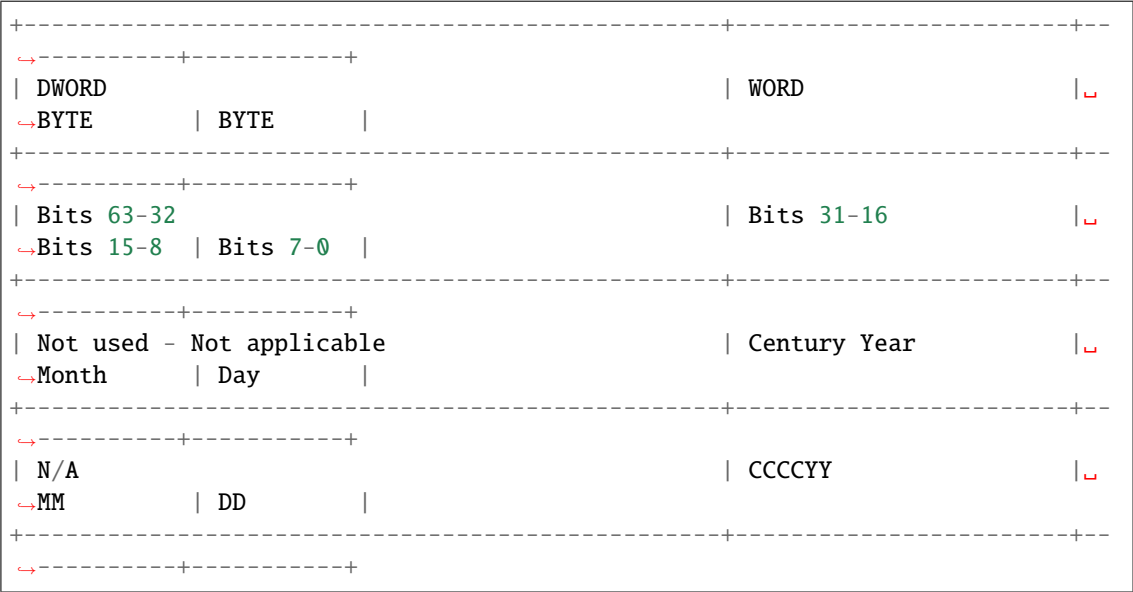 +--------------------------------------------------+------------------------+--
↪----------+-----------+
| DWORD                                            | WORD                   |␣
↪BYTE       | BYTE      |
+--------------------------------------------------+------------------------+--
↪----------+-----------+
| Bits 63-32                                       | Bits 31-16             |␣
↪Bits 15-8  | Bits 7-0  |
+--------------------------------------------------+------------------------+--
↪----------+-----------+
| Not used - Not applicable                        | Century Year           |␣
↪Month      | Day       |
+--------------------------------------------------+------------------------+--
↪----------+-----------+
| N/A                                              | CCCCYY                 |␣
↪MM         | DD        |
+--------------------------------------------------+------------------------+--
↪----------+-----------+